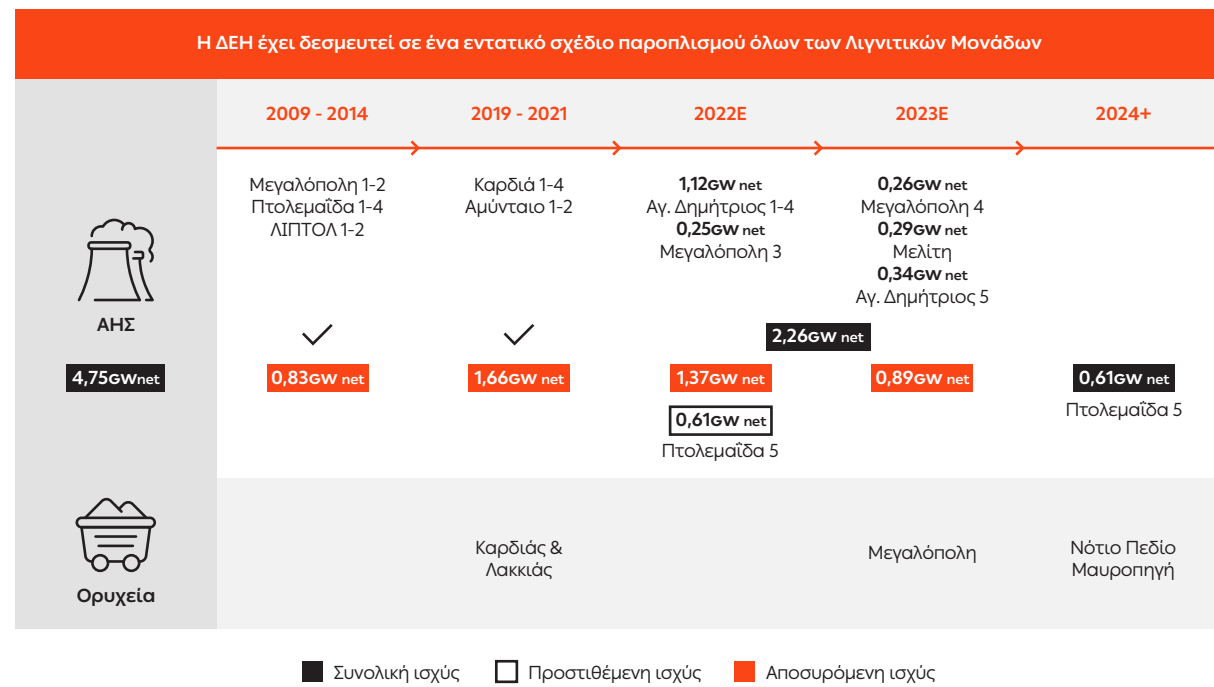 Η ΔΕΗ έχει δεσμευτεί σε ένα εντατικό σχέδιο παροπλισμού όλων των Λιγνιτικών Μονάδων
2009 - 2014
2019 - 2021
2022E
2023E
2024+
ΑΗΣ
4,75GWnet
Μεγαλόπολη 1-2
Πτολεμαΐδα 1-4
ΛΙΠΤΟΛ 1-2
0,83GW net
Καρδιά 1-4
Αμύνταιο 1-2
1,66GW net
1,12GW net
Αγ. Δημήτριος 1-4
0,25GW net
Μεγαλόπολη 3
0,26GW net
Μεγαλόπολη 4
0,29GW net
Μελίτη
0,34GW net
Αγ. Δημήτριος 5
2,26GW net
1,37GW net
0,61GW net
Πτολεμαΐδα 5
0,89GW net
0,61GW net
Πτολεμαΐδα 5
Ορυχεία
Καρδιάς &
Λακκιάς
Μεγαλόπολη
Νότιο Πεδίο
Μαυροπηγή
Συνολική ισχύς
Προστιθέμενη ισχύς
Αποσυρόμενη ισχύς